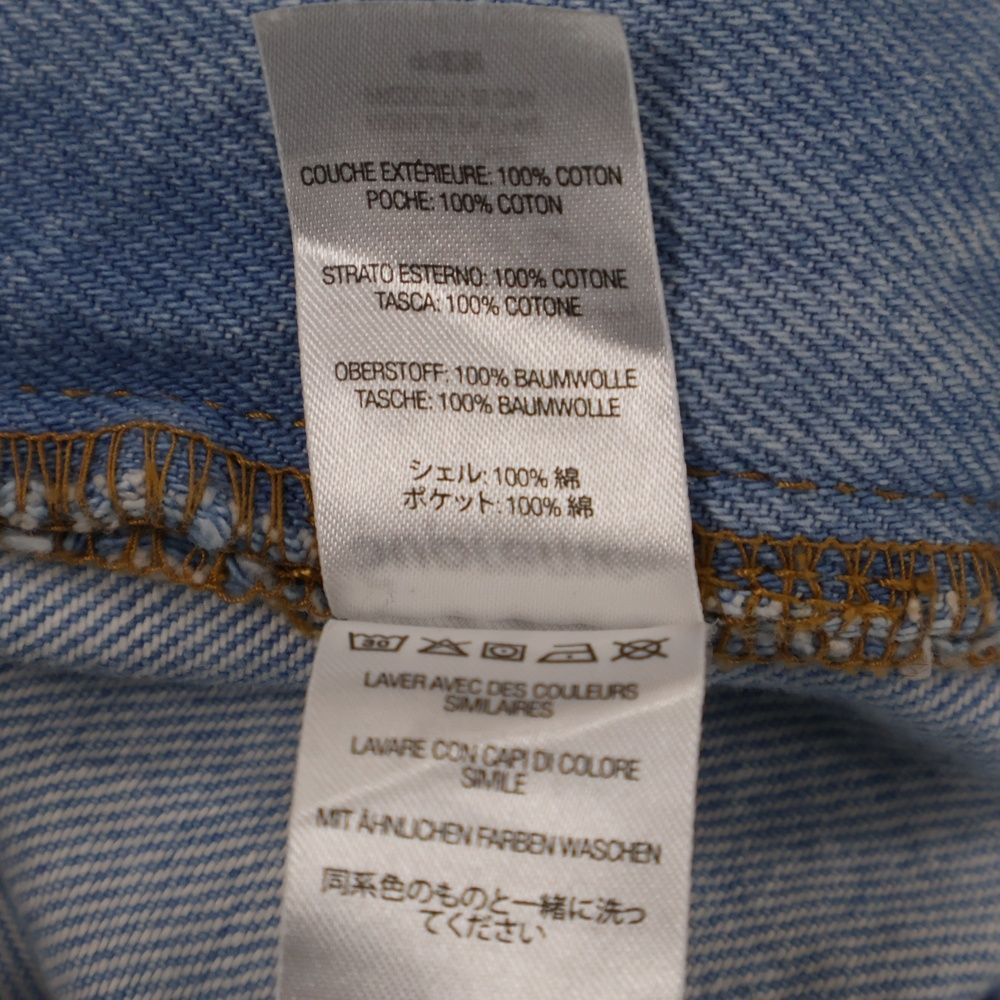 COUCHE EXTÉRIEURE: 100% COTON
POCHE: 100% COTON
STRATO ESTERNO: 100% COTONE
TASCA: 100% COTONE
OBERSTOFF: 100% BAUMWOLLE
TASCHE: 100% BAUMWOLLE
シェル: 100% 綿
ポケット: 100% 綿
30
LAVER AVEC DES COULEURS
SIMILAIRES
LAVARE CON CAPI DI COLORE
SIMILE
MIT ÄHNLICHEN FARBEN WASCHEN
同系色のものと一緒に洗っ
てください